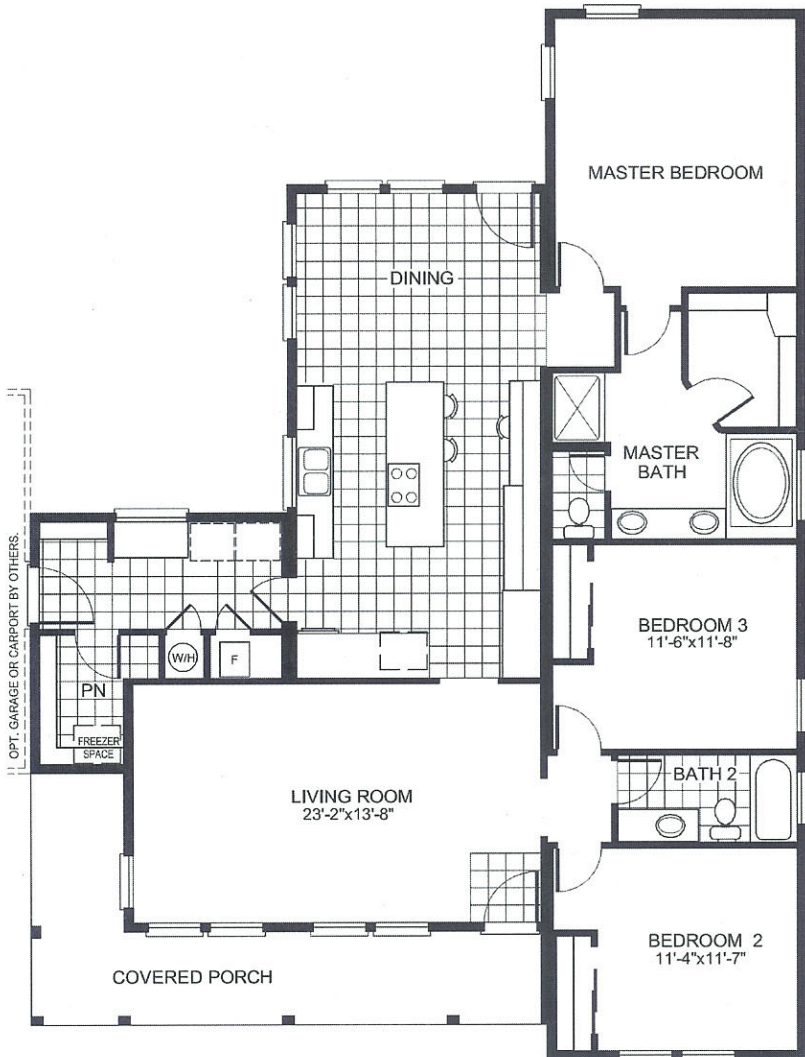 MASTER BEDROOM
DINING
MASTER
BATH
OPT. GARAGE OR CARPORT BY OTHERS.
BEDROOM 3
11'-6"x11'-8"
W/H
F
PN
FREEZER
SPACE
LIVING ROOM
23'-2"x13'-8"
BATH 2
BEDROOM 2
11'-4"x11'-7"
COVERED PORCH